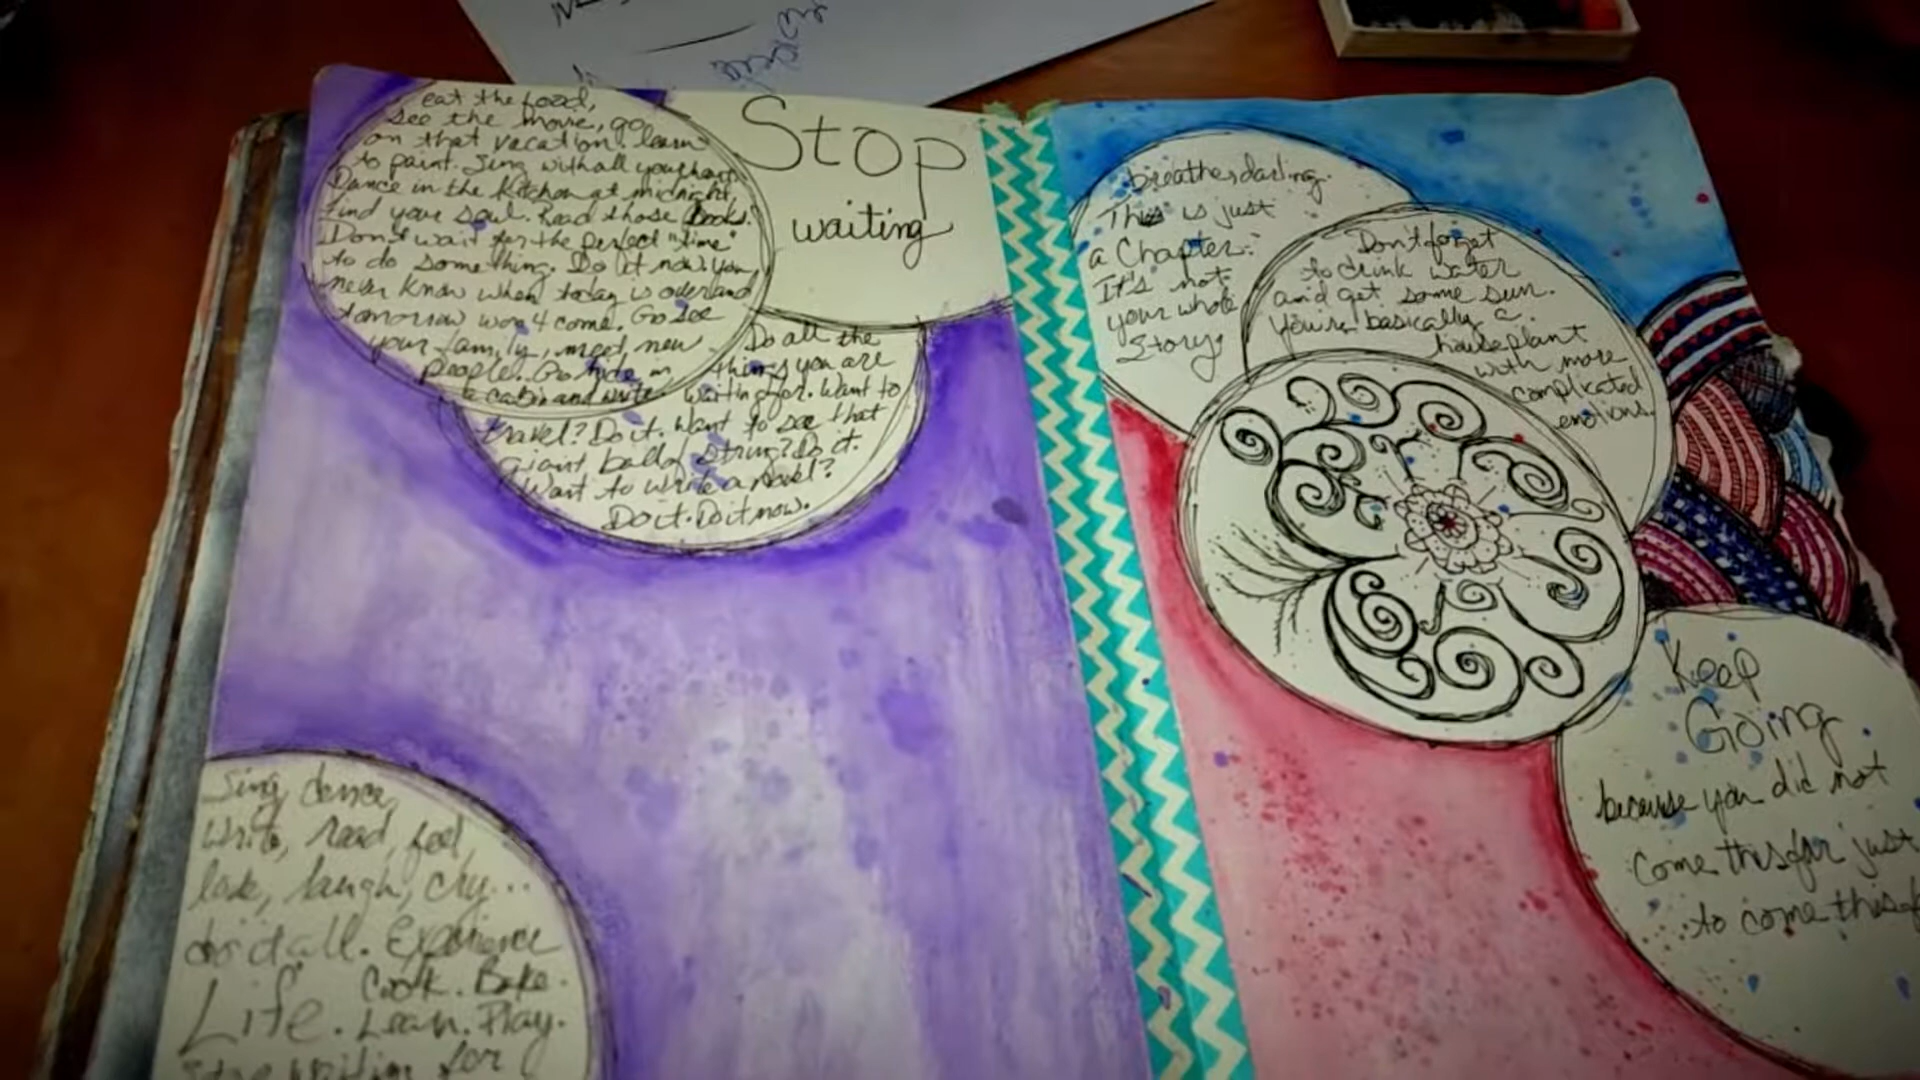 eat the food,
see the movie, go
on that vacation. learn
to paint. Sing with all your heart
Dance in the kitchen at midnight
find your soul. Read those books.
Don't wait for the perfect "time"
to do something. Do it now. You
never know when today is over and
tomorrow won't come. Go see
your family, meet new
people. Go hide in
a cabin and write.
Stop
waiting
Do all the
things you are
waiting for. Want to
travel? Do it. Want to see that
giant ball of string? Do it.
Want to write a novel?
Do it. Do it now.
Sing, dance,
write, read, feel,
laugh, cry...
do it all. Experience
Life. Cook. Bake.
Learn. Play.
for
breathe, darling.
This is just
a Chapter.
It's not
your whole
Story
Don't forget
to drink water
and get some sun.
You're basically a
houseplant
with more
complicated
emotions.
Keep
Going
because you did not
come this far just
to come this